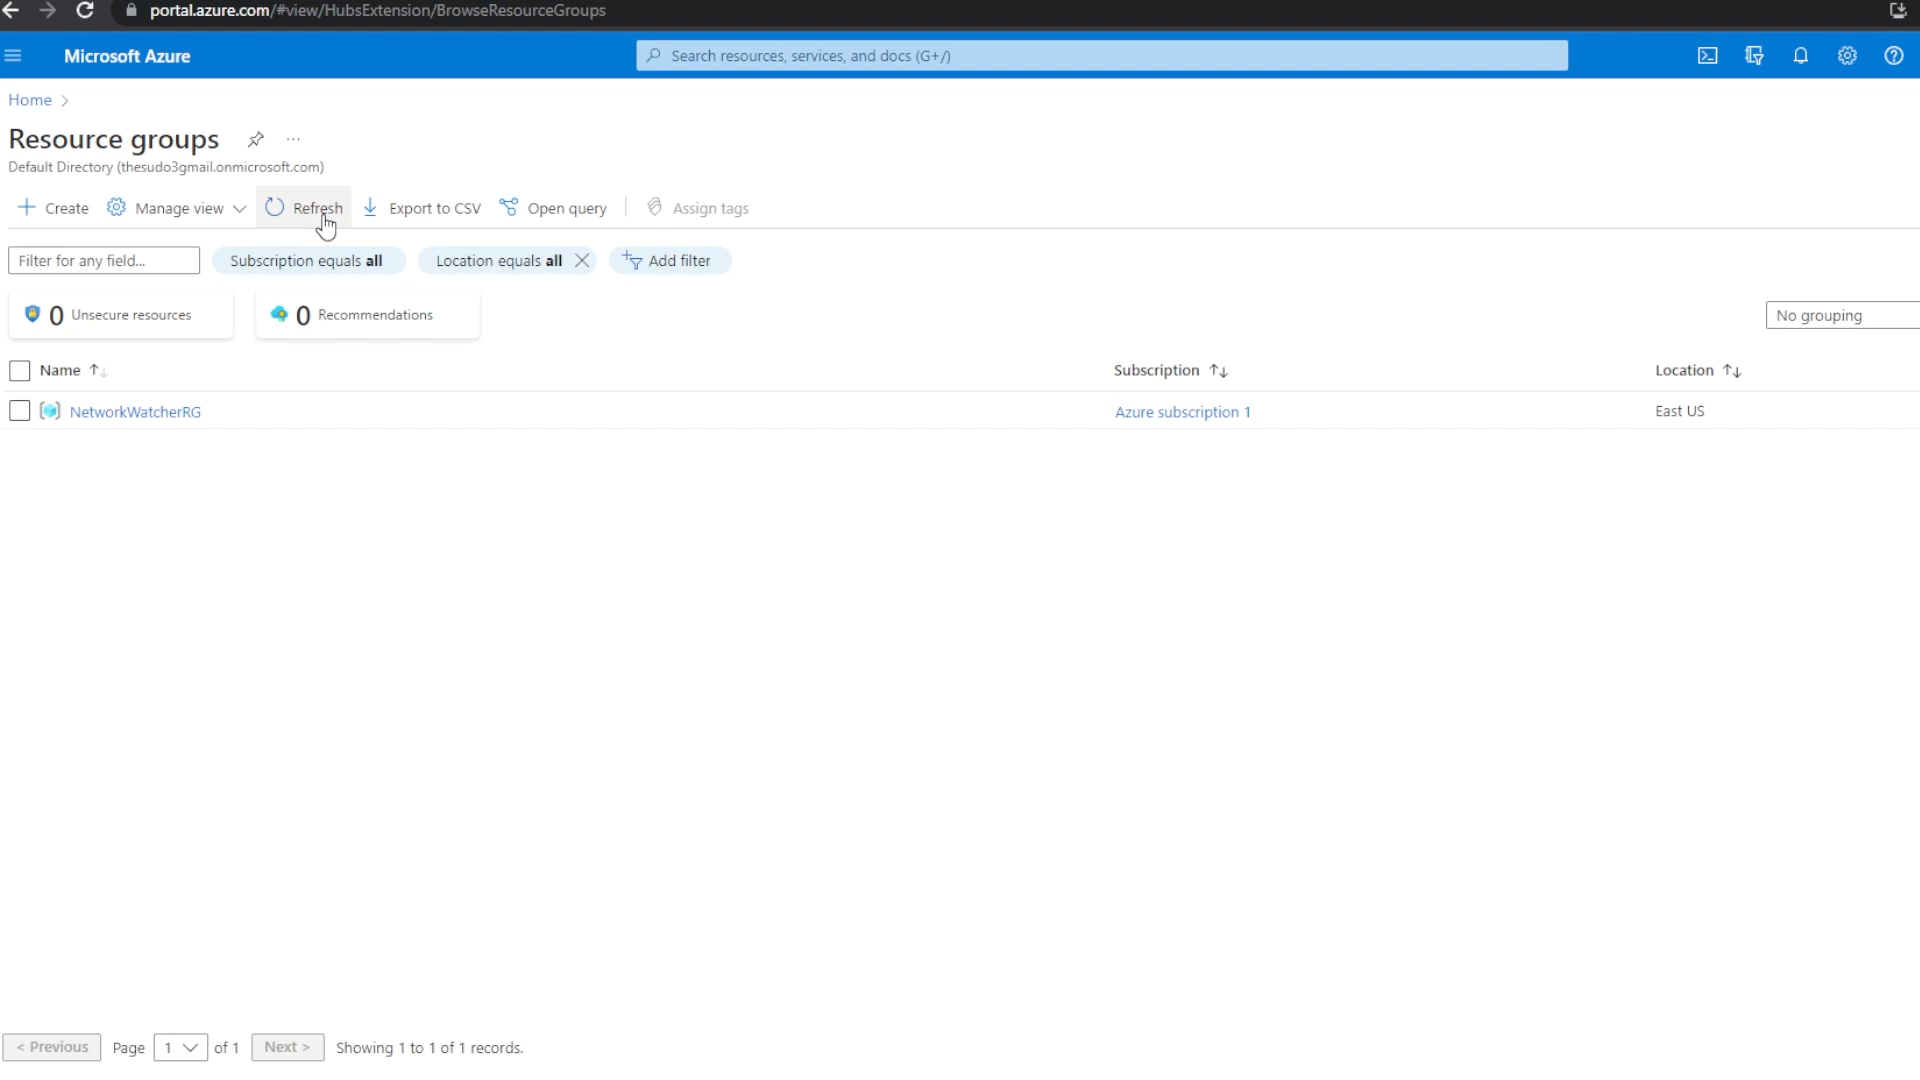 portal.azure.com/#view/HubsExtension/BrowseResourceGroups
Microsoft Azure
Search resources, services, and docs (G+/)
Home
Resource groups
Default Directory (thesudo3gmail.onmicrosoft.com)
Create Manage view Refresh Export to CSV Open query Assign tags
Filter for any field... Subscription equals all Location equals all Add filter
0 Unsecure resources 0 Recommendations No grouping
Name Subscription Location
NetworkWatcherRG Azure subscription 1 East US
< Previous Page 1 of 1 Next > Showing 1 to 1 of 1 records.